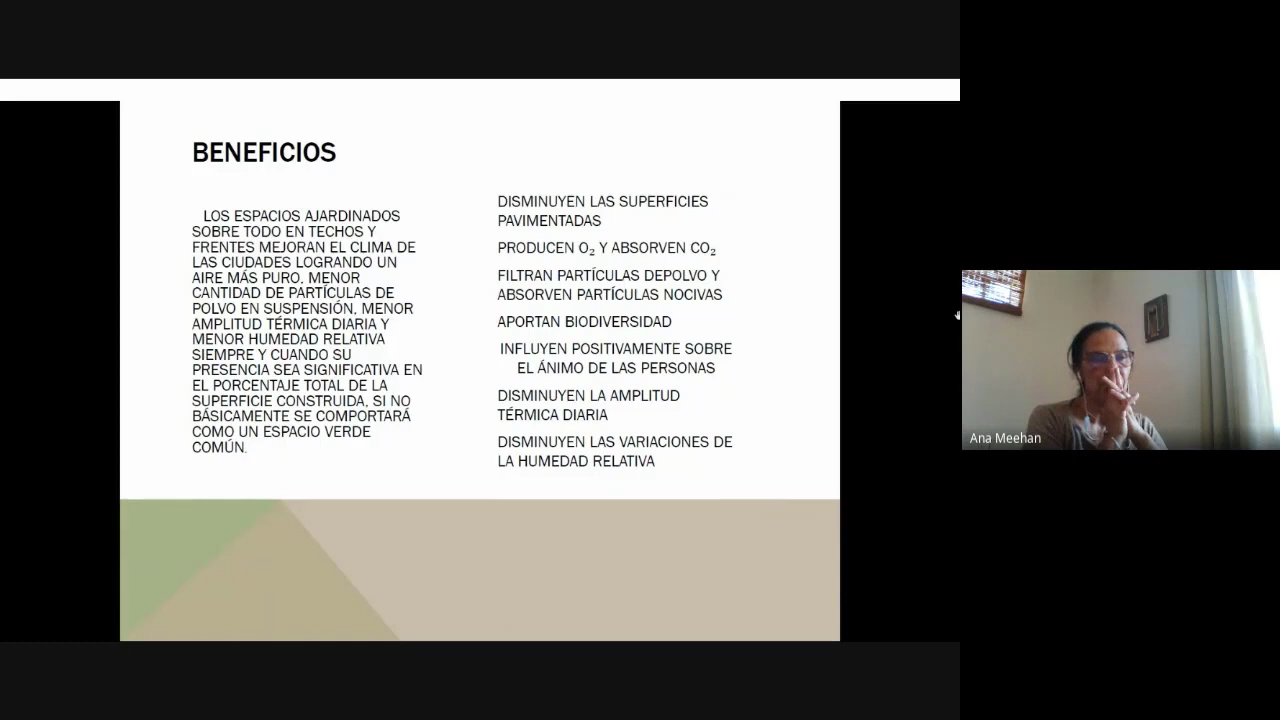 BENEFICIOS
LOS ESPACIOS AJARDINADOS
SOBRE TODO EN TECHOS Y
FRENTES MEJORAN EL CLIMA DE
LAS CIUDADES LOGRANDO UN
AIRE MÁS PURO, MENOR
CANTIDAD DE PARTÍCULAS DE
POLVO EN SUSPENSIÓN, MENOR
AMPLITUD TÉRMICA DIARIA Y
MENOR HUMEDAD RELATIVA
SIEMPRE Y CUANDO SU
PRESENCIA SEA SIGNIFICATIVA EN
EL PORCENTAJE TOTAL DE LA
SUPERFICIE CONSTRUIDA, SI NO
BÁSICAMENTE SE COMPORTARÁ
COMO UN ESPACIO VERDE
COMÚN.
DISMINUYEN LAS SUPERFICIES
PAVIMENTADAS
PRODUCEN O₂ Y ABSORVEN CO₂
FILTRAN PARTÍCULAS DEPOLVO Y
ABSORVEN PARTÍCULAS NOCIVAS
APORTAN BIODIVERSIDAD
INFLUYEN POSITIVAMENTE SOBRE
EL ÁNIMO DE LAS PERSONAS
DISMINUYEN LA AMPLITUD
TÉRMICA DIARIA
DISMINUYEN LAS VARIACIONES DE
LA HUMEDAD RELATIVA
Ana Meehan